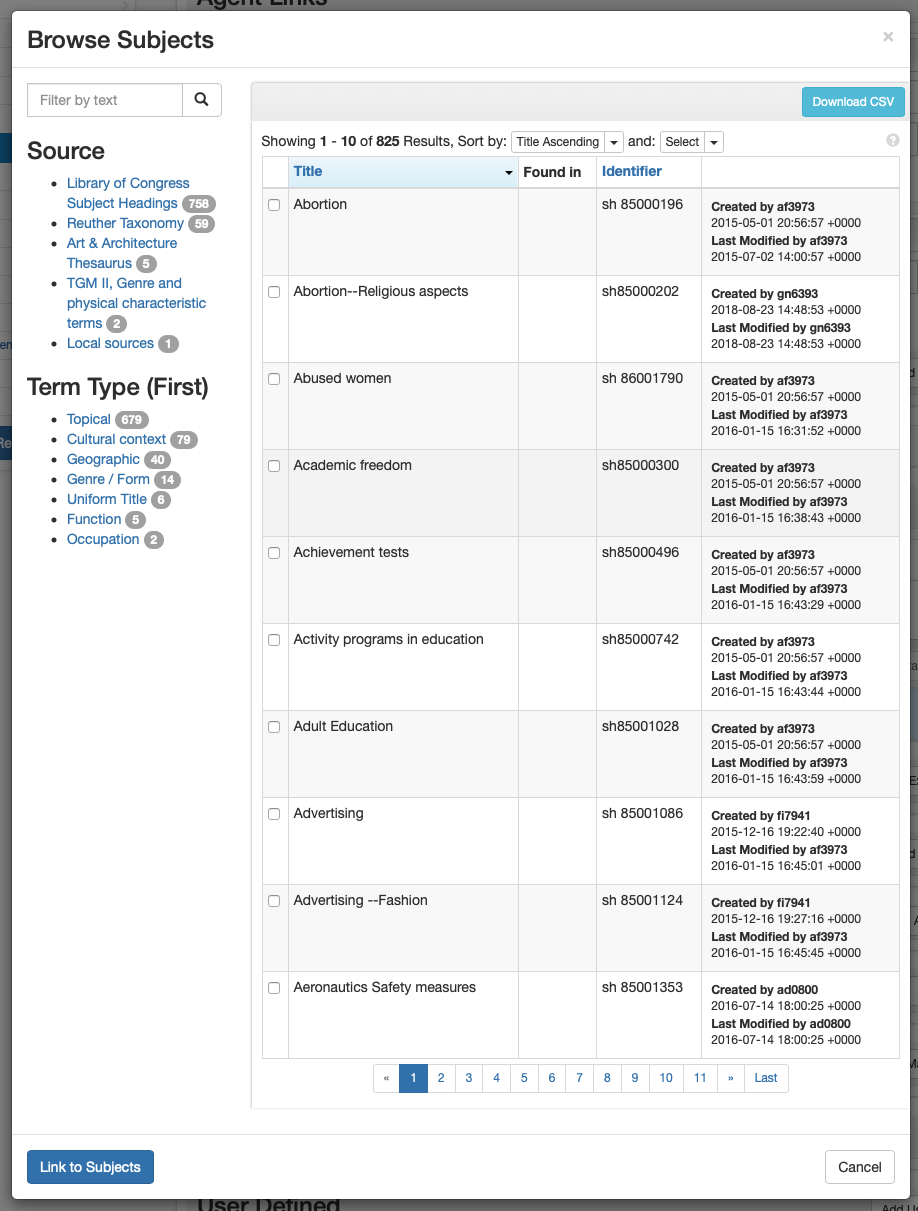 Agent Links
Browse Subjects
×
Filter by text
Source
Library of Congress
Subject Headings 758
Reuther Taxonomy 59
Art & Architecture
Thesaurus 5
TGM II, Genre and
physical characteristic
terms 2
Local sources 1
Term Type (First)
Topical 679
Cultural context 79
Geographic 40
Genre / Form 14
Uniform Title 6
Function 5
Occupation 2
Download CSV
Showing 1 - 10 of 825 Results, Sort by: Title Ascending and: Select
?
Title Found in Identifier
Abortion sh 85000196 Created by af3973
2015-05-01 20:56:57 +0000
Last Modified by af3973
2015-07-02 14:00:57 +0000
Abortion--Religious aspects sh85000202 Created by gn6393
2018-08-23 14:48:53 +0000
Last Modified by gn6393
2018-08-23 14:48:53 +0000
Abused women sh 86001790 Created by af3973
2015-05-01 20:56:57 +0000
Last Modified by af3973
2016-01-15 16:31:52 +0000
Academic freedom sh85000300 Created by af3973
2015-05-01 20:56:57 +0000
Last Modified by af3973
2016-01-15 16:38:43 +0000
Achievement tests sh85000496 Created by af3973
2015-05-01 20:56:57 +0000
Last Modified by af3973
2016-01-15 16:43:29 +0000
Activity programs in education sh85000742 Created by af3973
2015-05-01 20:56:57 +0000
Last Modified by af3973
2016-01-15 16:43:44 +0000
Adult Education sh85001028 Created by af3973
2015-05-01 20:56:57 +0000
Last Modified by af3973
2016-01-15 16:43:59 +0000
Advertising sh 85001086 Created by fi7941
2015-12-16 19:22:40 +0000
Last Modified by af3973
2016-01-15 16:45:01 +0000
Advertising --Fashion sh 85001124 Created by fi7941
2015-12-16 19:27:16 +0000
Last Modified by af3973
2016-01-15 16:45:45 +0000
Aeronautics Safety measures sh 85001353 Created by ad0800
2016-07-14 18:00:25 +0000
Last Modified by ad0800
2016-07-14 18:00:25 +0000
« 1 2 3 4 5 6 7 8 9 10 11 » Last
Link to Subjects
Cancel
User Defined